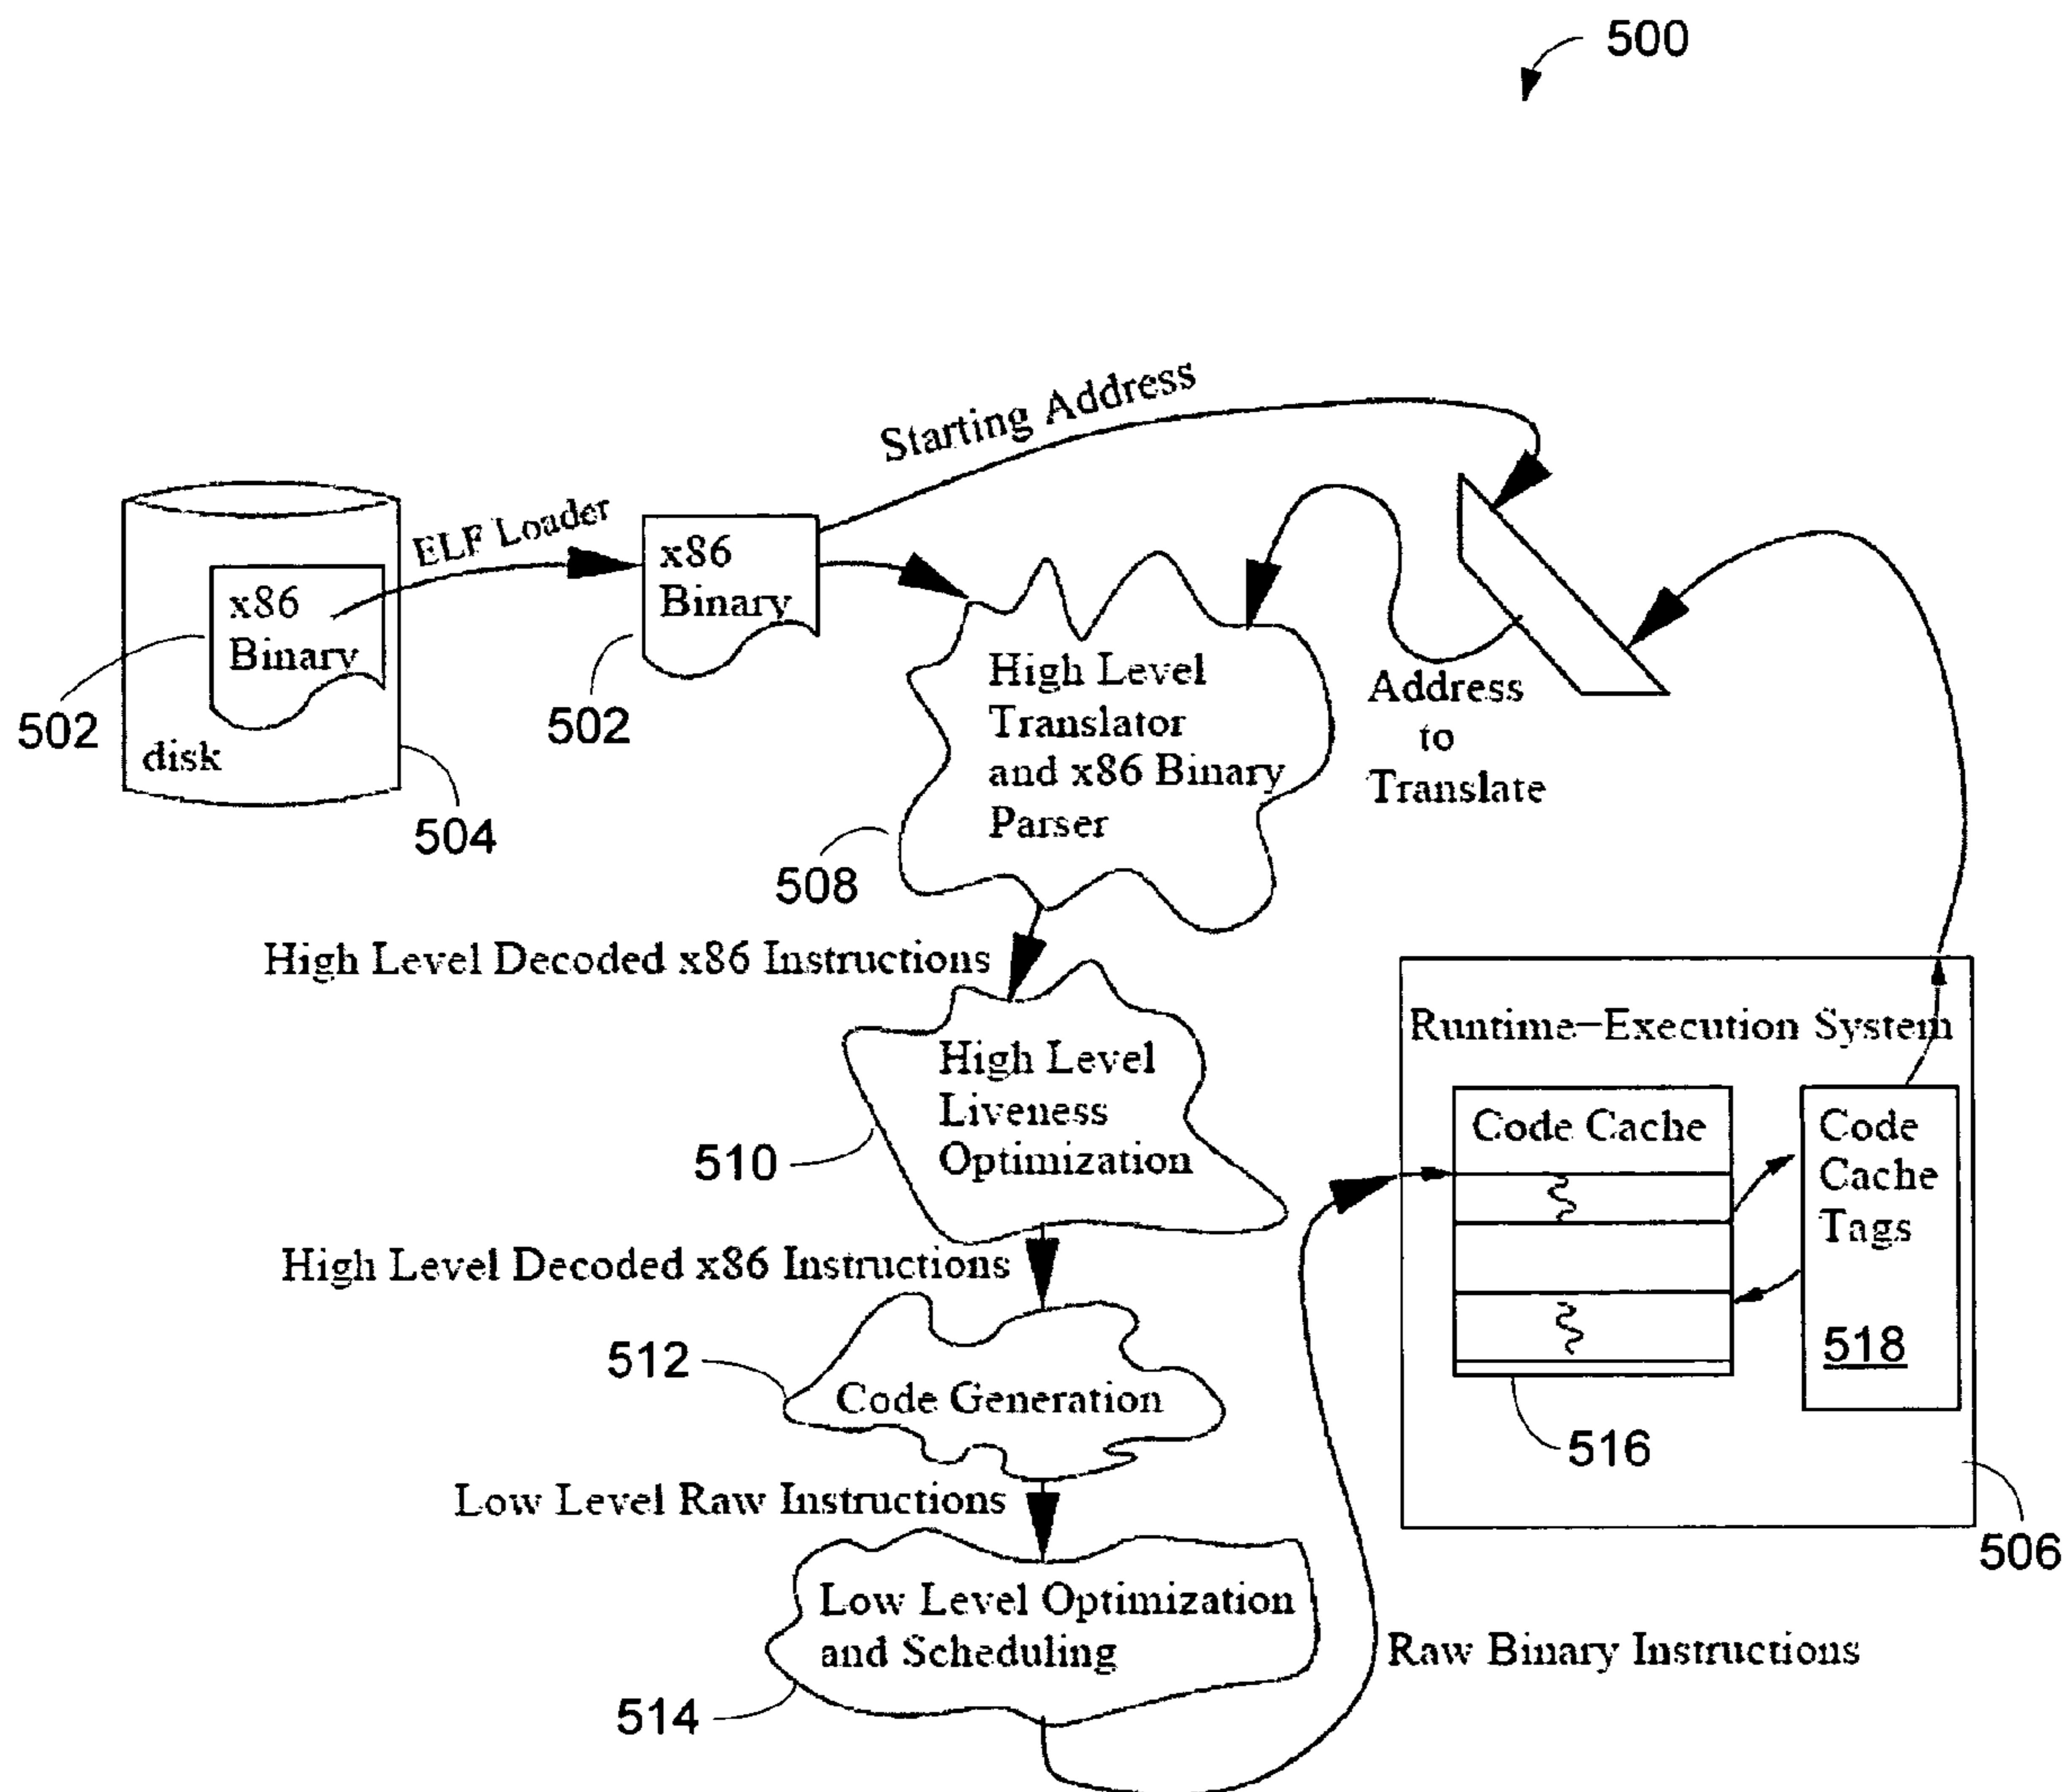 500
Starting Address
ELF Loader
x86
Binary
x86
Binary
502
502
disk
504
High Level
Translator
and x86 Binary
Parser
508
Address
to
Translate
High Level Decoded x86 Instructions
High Level
Liveness
Optimization
510
High Level Decoded x86 Instructions
512
Code Generation
Low Level Raw Instructions
Low Level Optimization
and Scheduling
514
Raw Binary Instructions
Runtime-Execution System
Code Cache
Code
Cache
Tags
518
516
506